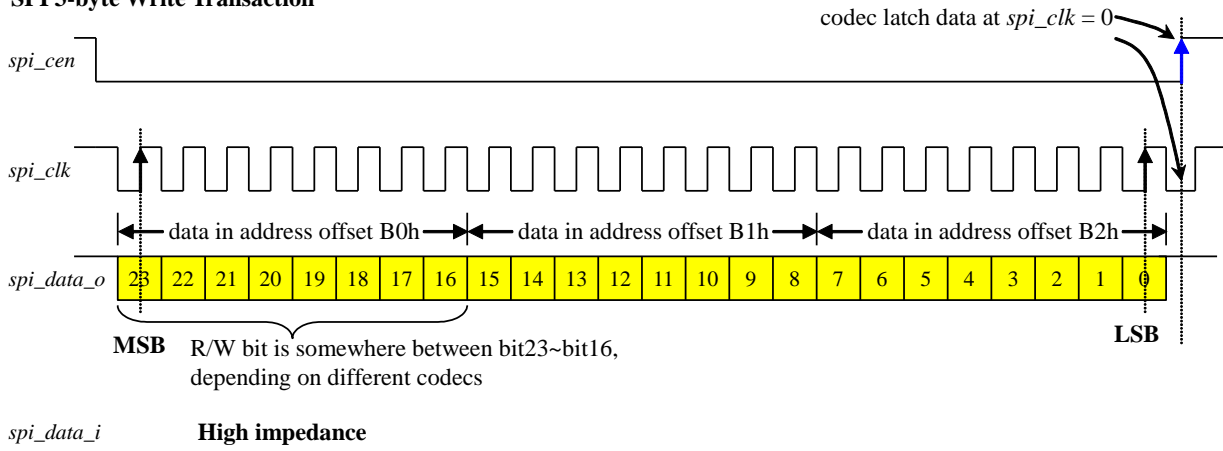 SPI 3-byte Write Transaction
codec latch data at spi_clk = 0
spi_cen
spi_clk
data in address offset B0h
data in address offset B1h
data in address offset B2h
spi_data_o
23 22 21 20 19 18 17 16 15 14 13 12 11 10 9 8 7 6 5 4 3 2 1 0
MSB
LSB
R/W bit is somewhere between bit23~bit16,
depending on different codecs
spi_data_i
High impedance